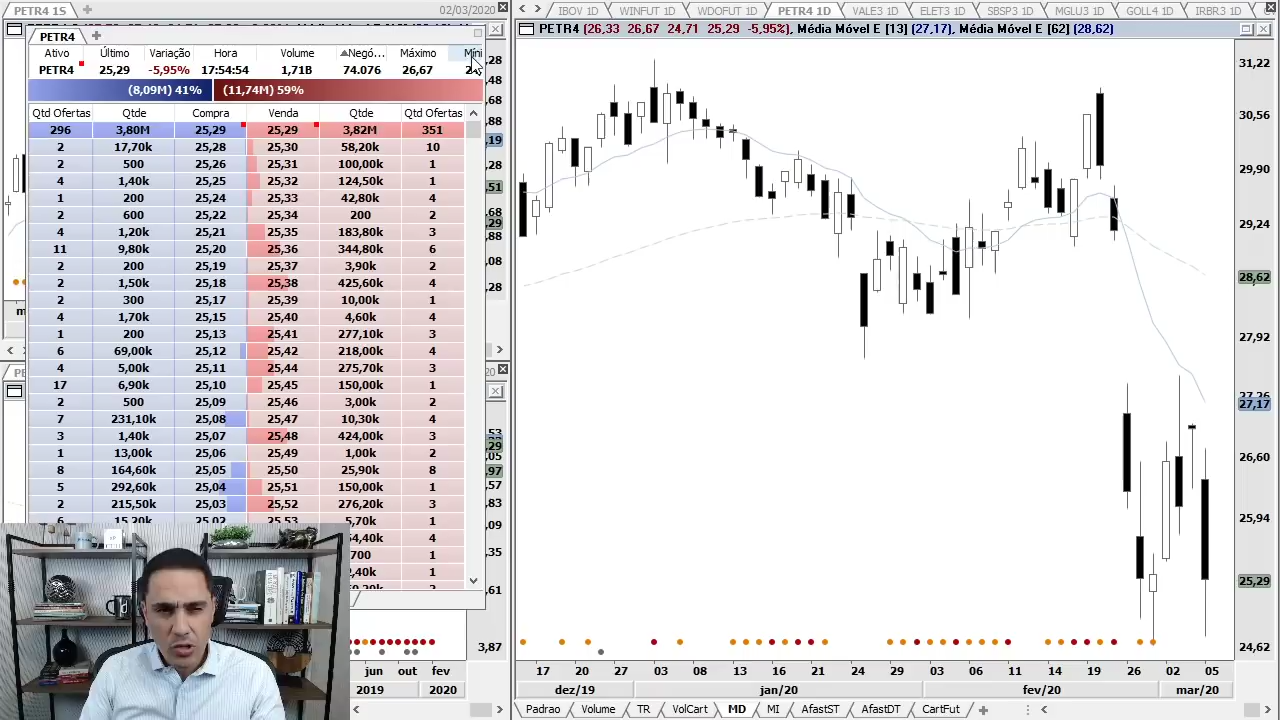 PETR4 1S
02/03/2020
PETR4
Ativo Último Variação Hora Volume Negó... Máximo Míni
PETR4 25,29 -5,95% 17:54:54 1,71B 74.076 26,67
(8,09M) 41% (11,74M) 59%
Qtd Ofertas Qtde Compra Venda Qtde Qtd Ofertas
296 3,80M 25,29 25,29 3,82M 351
2 17,70k 25,28 25,30 58,20k 10
2 500 25,26 25,31 100,00k 1
4 1,40k 25,25 25,32 124,50k 1
1 200 25,24 25,33 42,80k 4
2 600 25,22 25,34 200 2
4 1,20k 25,21 25,35 183,80k 3
11 9,80k 25,20 25,36 344,80k 6
2 200 25,19 25,37 3,90k 2
2 1,50k 25,18 25,38 425,60k 4
2 300 25,17 25,39 10,00k 1
4 1,70k 25,15 25,40 4,60k 4
1 200 25,13 25,41 277,10k 3
6 69,00k 25,12 25,42 218,00k 4
4 5,00k 25,11 25,44 275,70k 3
17 6,90k 25,10 25,45 150,00k 1
2 500 25,09 25,46 3,00k 2
7 231,10k 25,08 25,47 10,30k 4
3 1,40k 25,07 25,48 424,00k 3
1 13,00k 25,06 25,49 1,00k 2
8 164,60k 25,05 25,50 25,90k 8
5 292,60k 25,04 25,51 150,00k 1
2 215,50k 25,03 25,52 276,20k 3
6 15,20k 25,02 25,53 5,70k 1
4
1
1
3,87
jun out fev
2019 2020
IBOV 1D WINFUT 1D WDOFUT 1D PETR4 1D VALE3 1D ELET3 1D SBSP3 1D MGLU3 1D GOLL4 1D IRBR3 1D
PETR4 (26,33 26,67 24,71 25,29 -5,95%), Média Móvel E [13] (27,17), Média Móvel E [62] (28,62)
31,22
30,56
29,90
29,24
28,62
27,92
27,26
27,17
26,60
25,94
25,29
24,62
17 20 27 03 08 13 16 21 24 29 03 06 11 14 19 26 02 05
dez/19 jan/20 fev/20 mar/20
Padrao Volume TR VolCart MD MI AfastST AfastDT CartFut